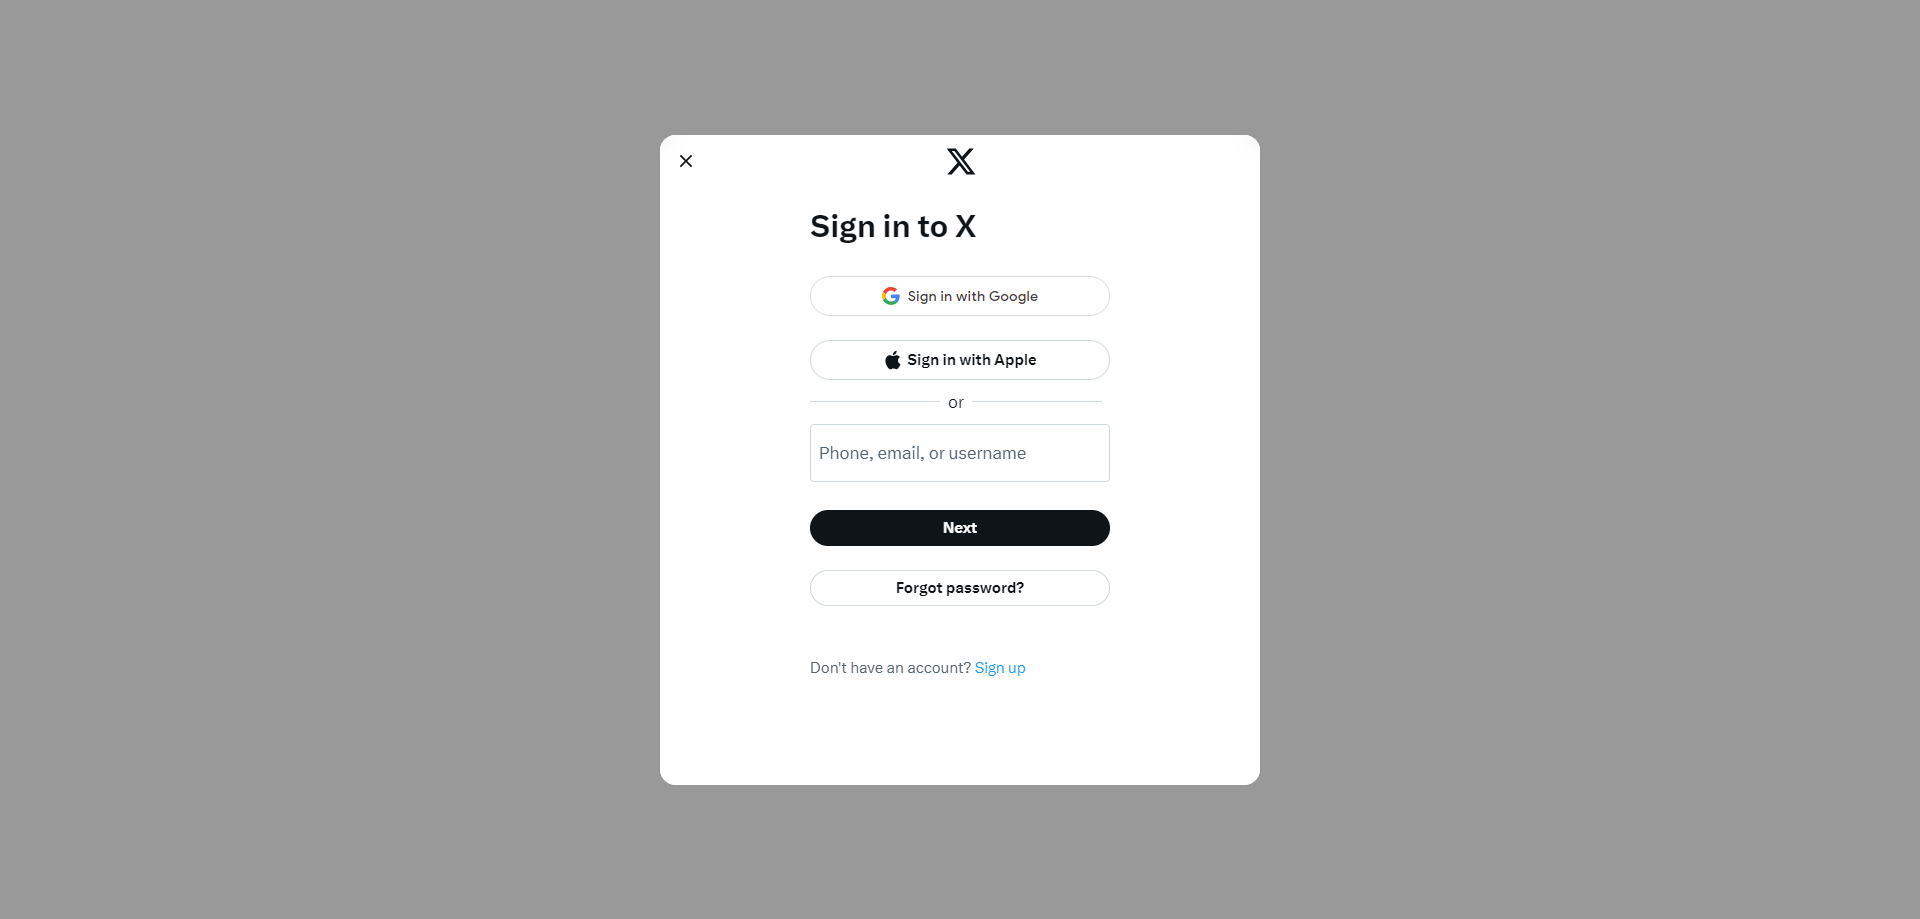 Sign in to X
Sign in with Google
Sign in with Apple
or
Phone, email, or username
Next
Forgot password?
Don't have an account? Sign up